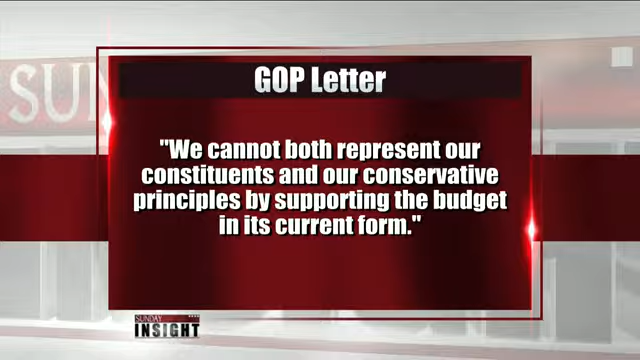 SUN
GOP Letter
"We cannot both represent our
constituents and our conservative
principles by supporting the budget
in its current form."
SUNDAY
INSIGHT